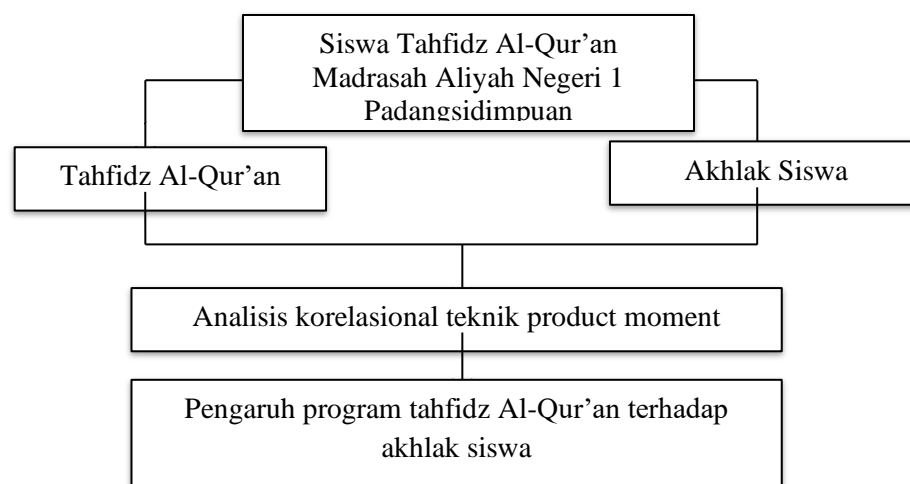 Siswa Tahfidz Al-Qur’an
Madrasah Aliyah Negeri 1
Padangsidimpuan
Tahfidz Al-Qur’an
Akhlak Siswa
Analisis korelasional teknik product moment
Pengaruh program tahfidz Al-Qur’an terhadap
akhlak siswa